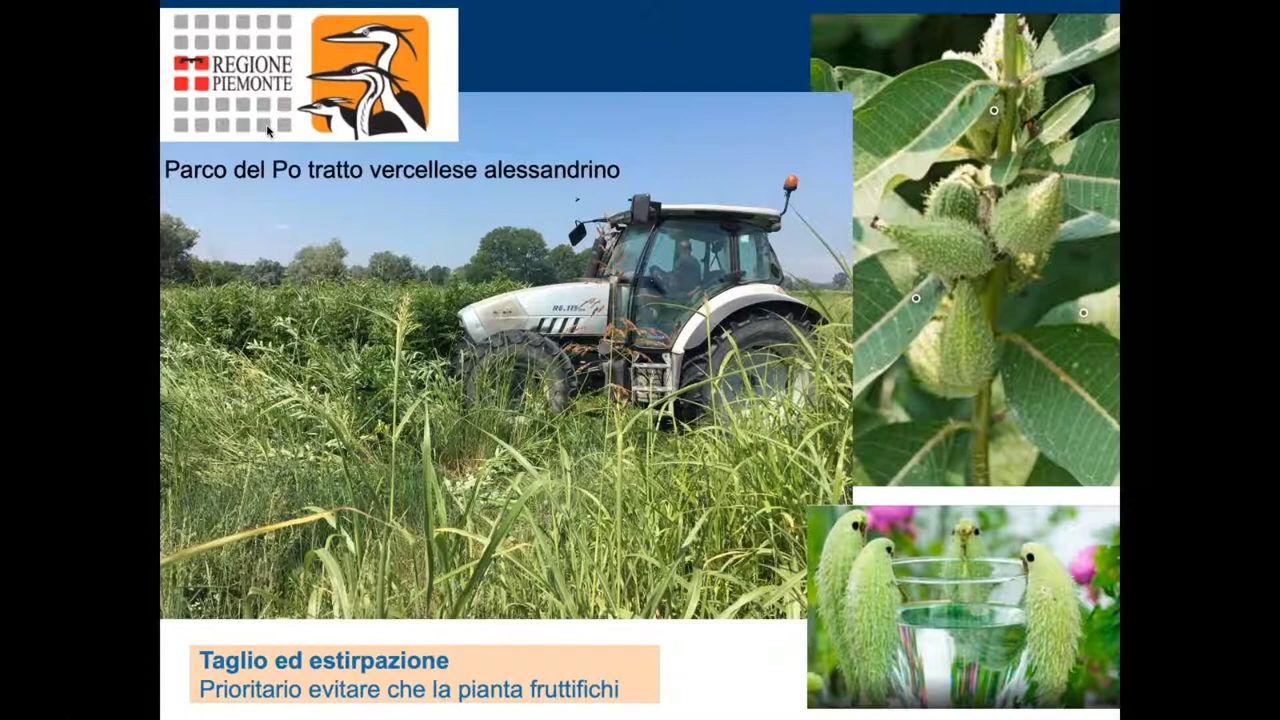 REGIONE
PIEMONTE
Parco del Po tratto vercellese alessandrino
Taglio ed estirpazione
Prioritario evitare che la pianta fruttifichi